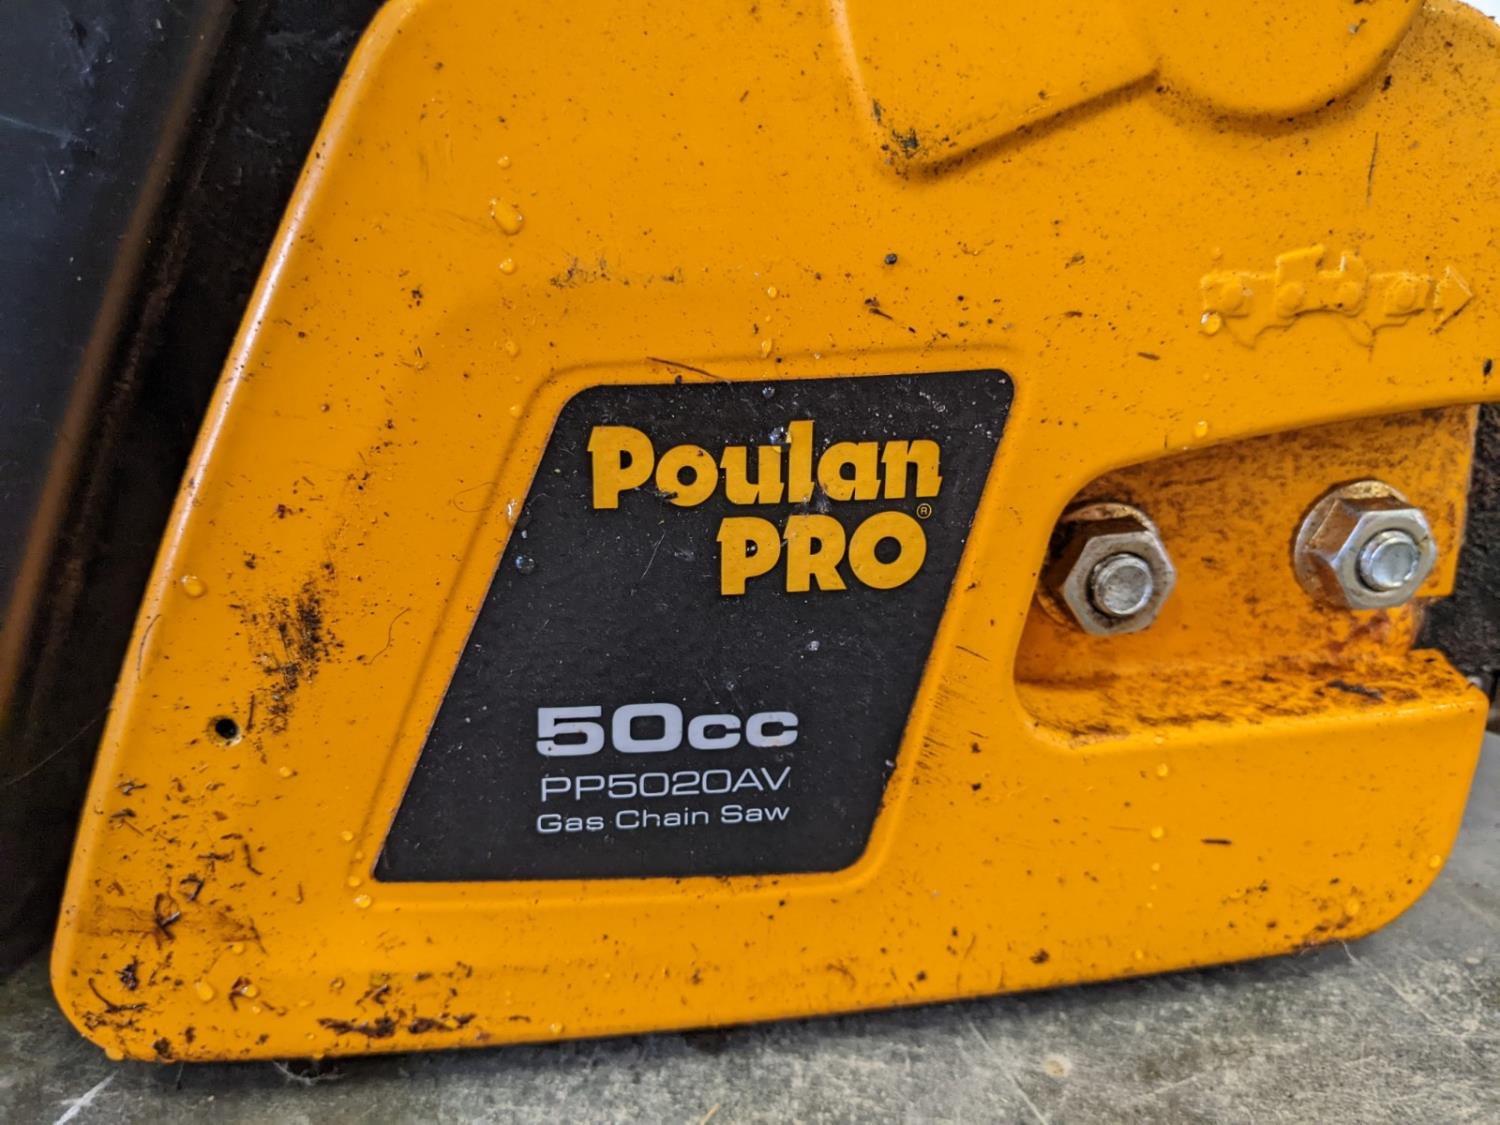 Poulan
PRO®
50cc
PP5020AV
Gas Chain Saw